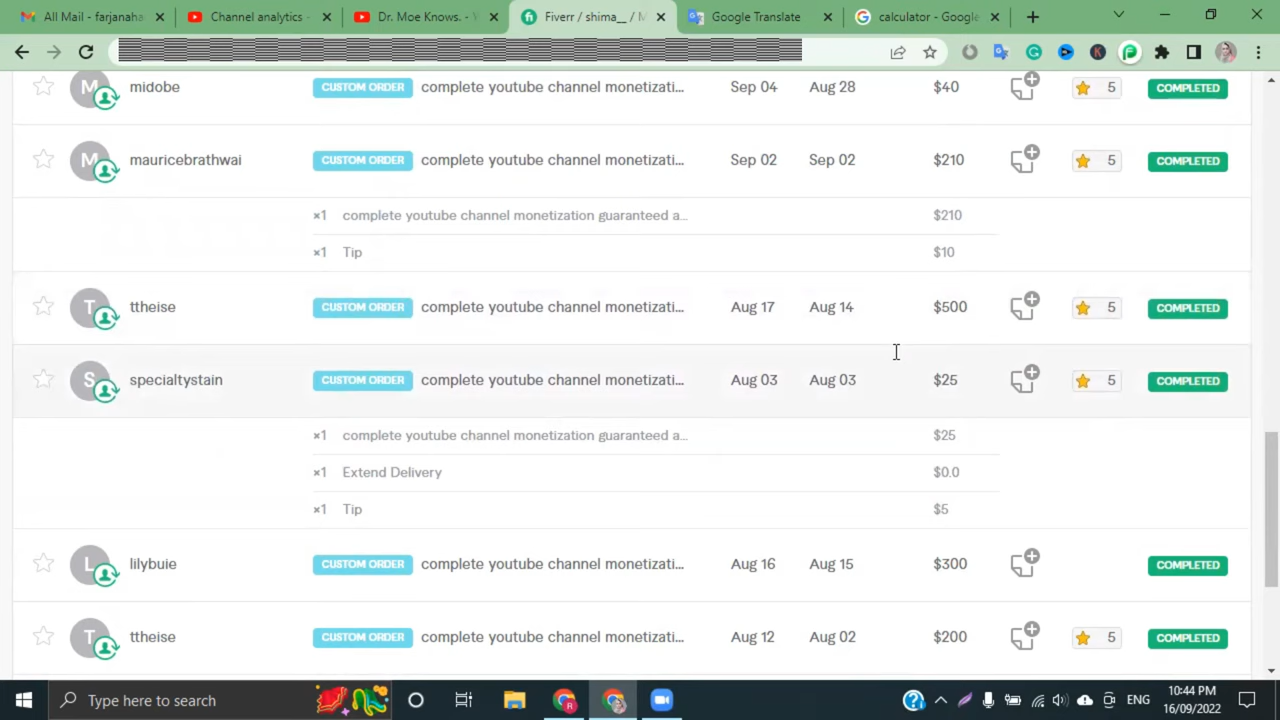 All Mail - farjanaha
Channel analytics -
Dr. Moe Knows. - Y
Fiverr / shima__ / M
Google Translate
calculator - Google
midobe CUSTOM ORDER complete youtube channel monetizati... Sep 04 Aug 28 $40 5 COMPLETED
mauricebrathwai CUSTOM ORDER complete youtube channel monetizati... Sep 02 Sep 02 $210 5 COMPLETED
×1 complete youtube channel monetization guaranteed a... $210
×1 Tip $10
T ttheise CUSTOM ORDER complete youtube channel monetizati... Aug 17 Aug 14 $500 5 COMPLETED
S specialtystain CUSTOM ORDER complete youtube channel monetizati... Aug 03 Aug 03 $25 5 COMPLETED
×1 complete youtube channel monetization guaranteed a... $25
×1 Extend Delivery $0.0
×1 Tip $5
L lilybuie CUSTOM ORDER complete youtube channel monetizati... Aug 16 Aug 15 $300 COMPLETED
T ttheise CUSTOM ORDER complete youtube channel monetizati... Aug 12 Aug 02 $200 5 COMPLETED
Type here to search
ENG
10:44 PM
16/09/2022